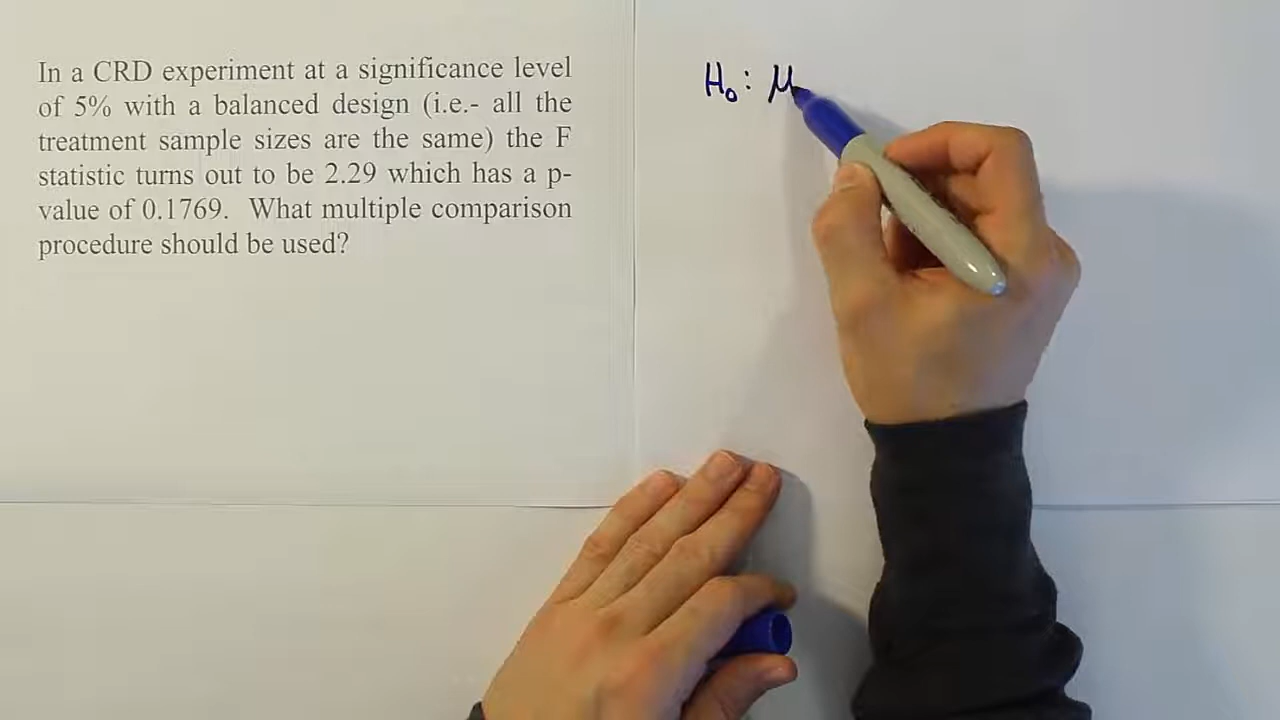 In a CRD experiment at a significance level
of 5% with a balanced design (i.e.- all the
treatment sample sizes are the same) the F
statistic turns out to be 2.29 which has a p-
value of 0.1769. What multiple comparison
procedure should be used?
H₀: μ